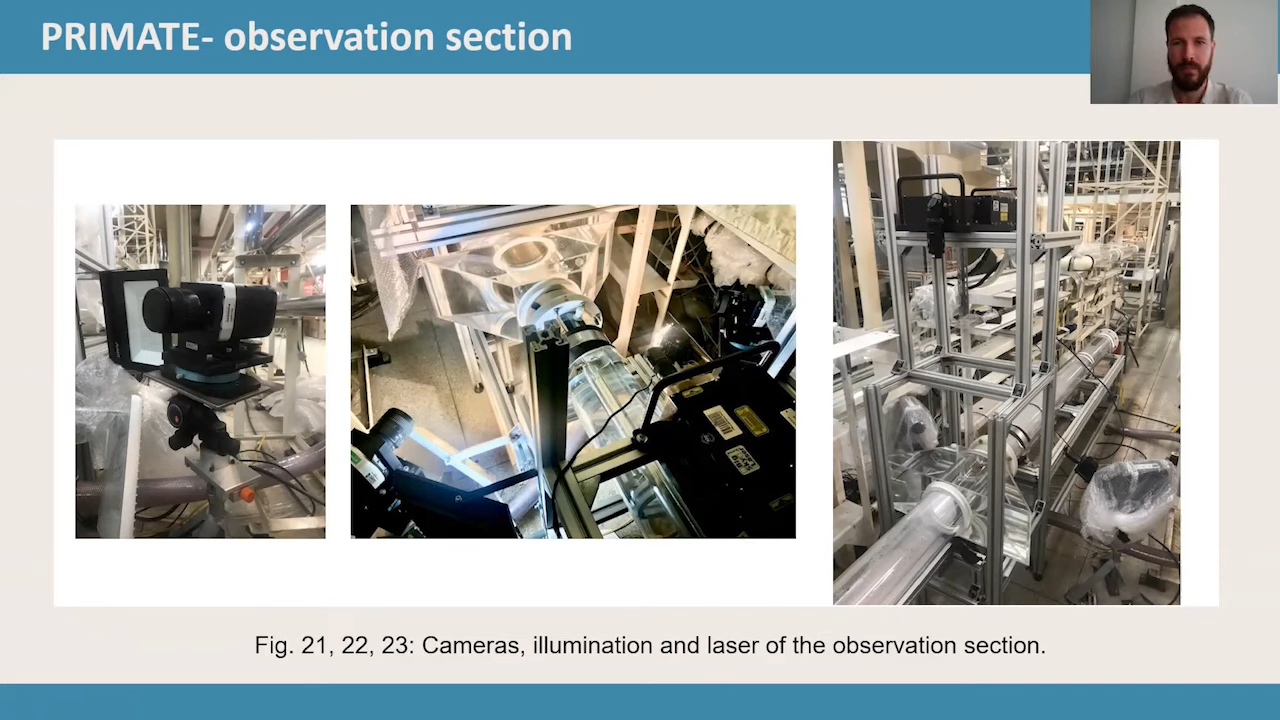 PRIMATE- observation section
Fig. 21, 22, 23: Cameras, illumination and laser of the observation section.